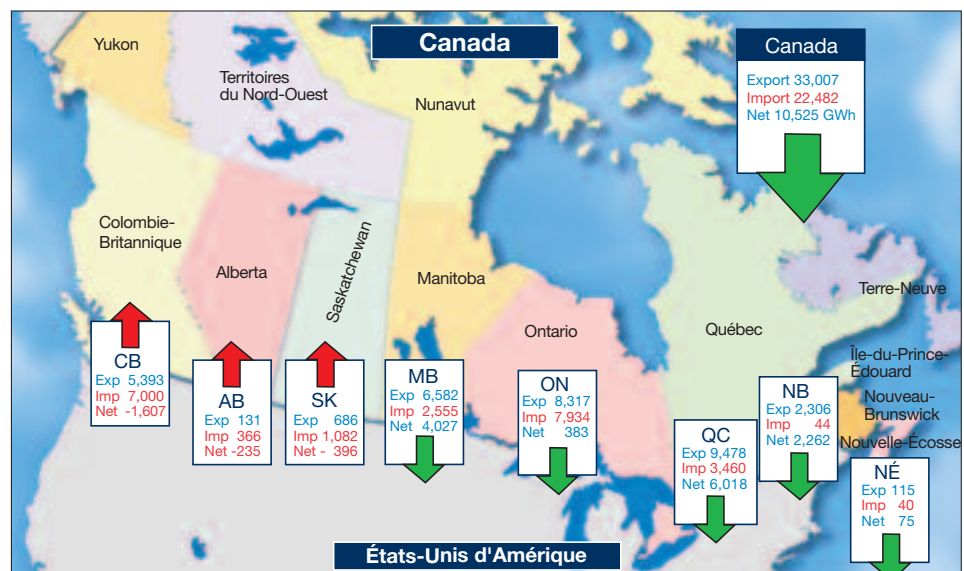 Canada
Yukon
Territoires
du Nord-Ouest
Nunavut
Canada
Export 33,007
Import 22,482
Net 10,525 GWh
Colombie-
Britannique
Alberta
Saskatchewan
Manitoba
Ontario
Québec
Terre-Neuve
Île-du-Prince-
Édouard
Nouveau-
Brunswick
Nouvelle-Écosse
CB
Exp 5,393
Imp 7,000
Net -1,607
AB
Exp 131
Imp 366
Net -235
SK
Exp 686
Imp 1,082
Net - 396
MB
Exp 6,582
Imp 2,555
Net 4,027
ON
Exp 8,317
Imp 7,934
Net 383
QC
Exp 9,478
Imp 3,460
Net 6,018
NB
Exp 2,306
Imp 44
Net 2,262
NÉ
Exp 115
Imp 40
Net 75
États-Unis d'Amérique